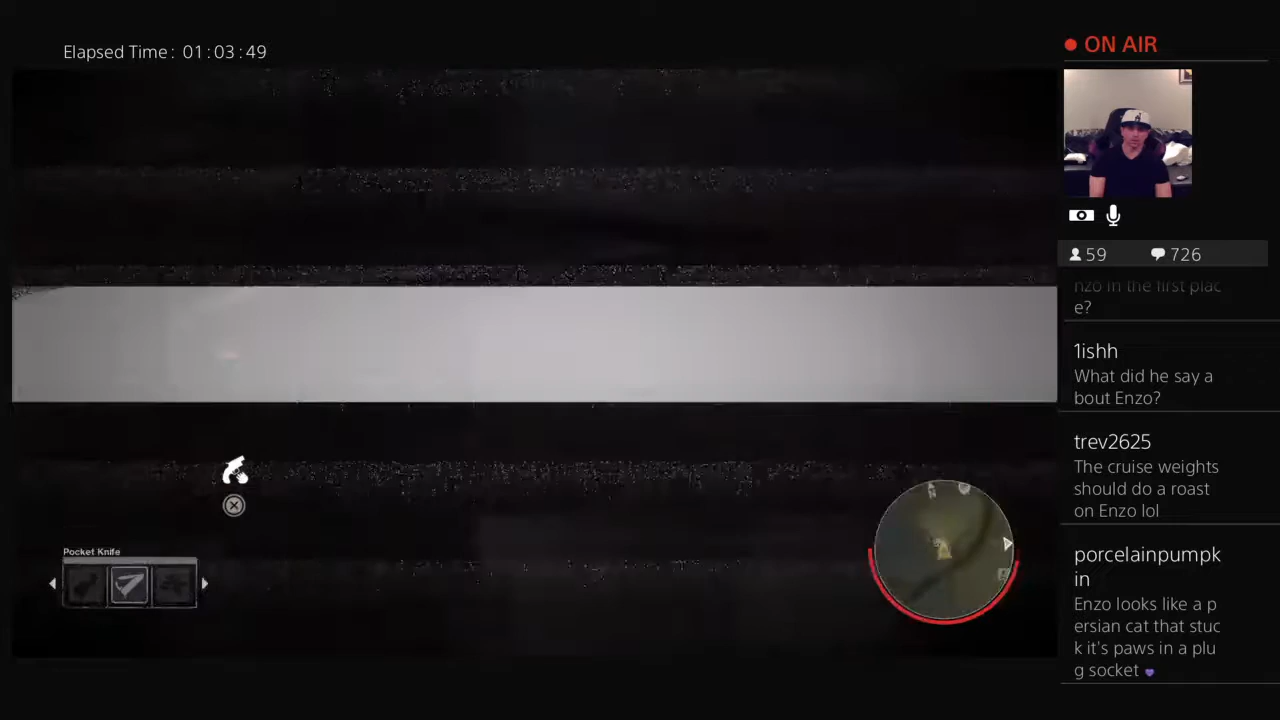 Elapsed Time: 01:03:49
ON AIR
59 726
nzo in the first plac
e?
1ishh
What did he say a
bout Enzo?
trev2625
The cruise weights
should do a roast
on Enzo lol
porcelainpumpk
in
Enzo looks like a p
ersian cat that stuc
k it's paws in a plu
g socket 💜
Pocket Knife